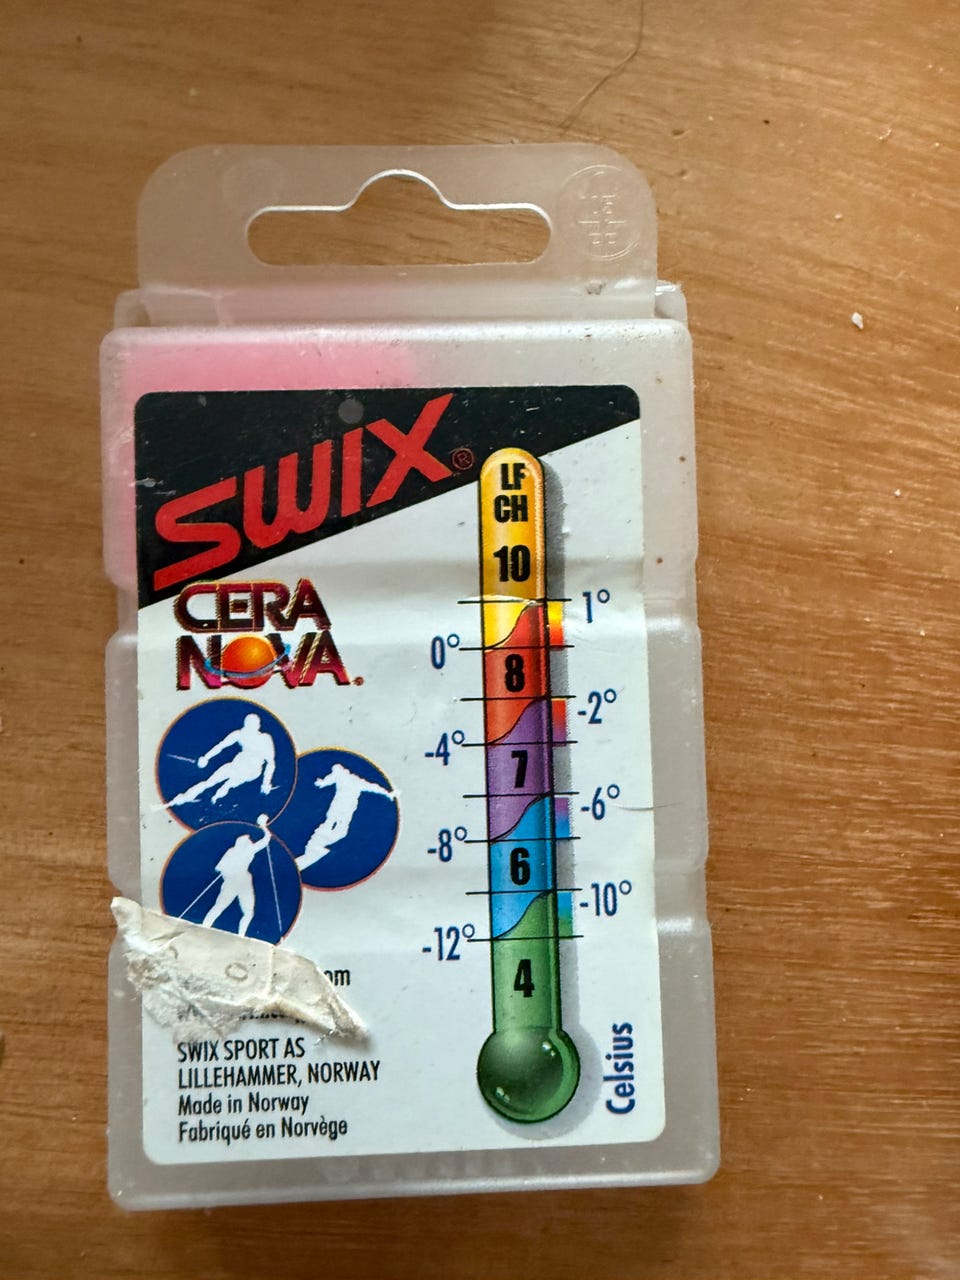 SWIX®
CERA
NOVA
LF
CH
10
1°
0°
8
-2°
-4°
7
-6°
-8°
6
-10°
-12°
4
Celsius
SWIX SPORT AS
LILLEHAMMER, NORWAY
Made in Norway
Fabriqué en Norvège